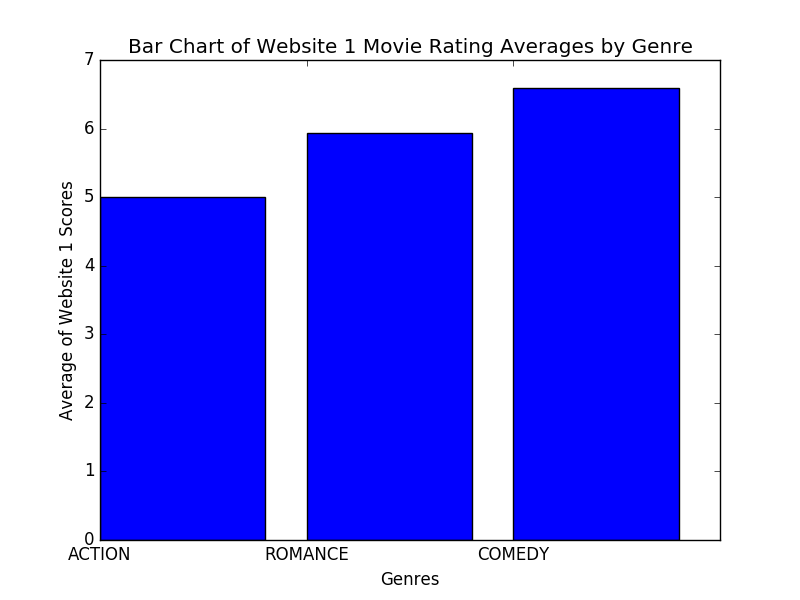 Bar Chart of Website 1 Movie Rating Averages by Genre
7
6
5
4
3
2
1
0
Average of Website 1 Scores
ACTION ROMANCE COMEDY
Genres